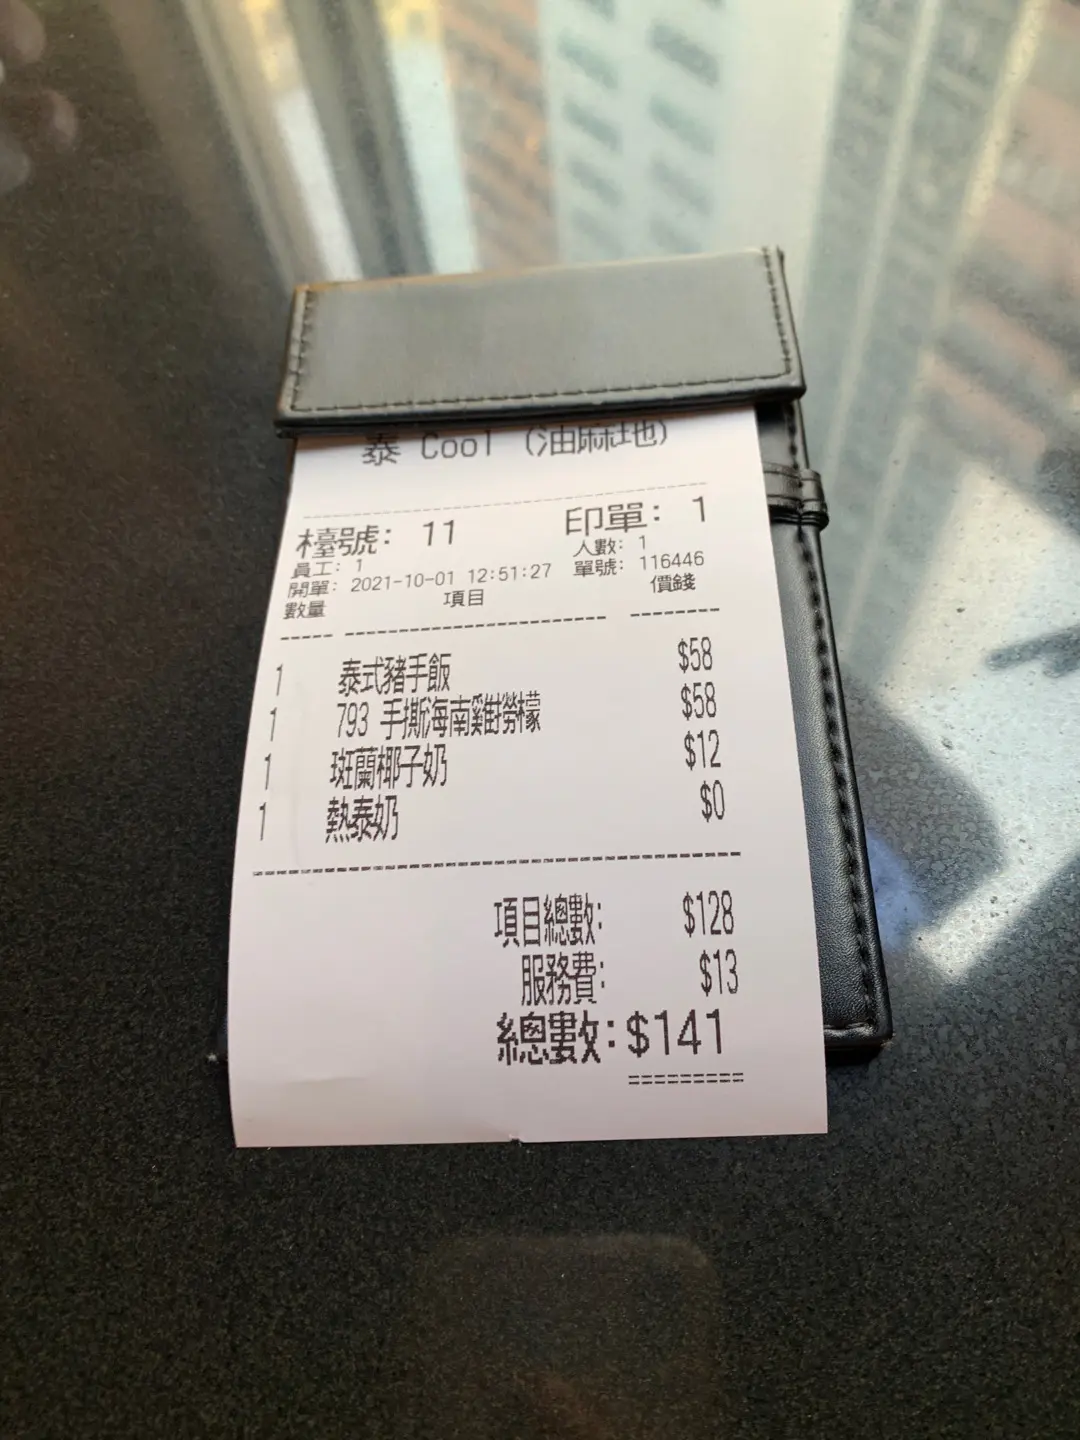 泰 Cool (油麻地)
檯號: 11 印單: 1
員工: 1 人數: 1
開單: 2021-10-01 12:51:27 單號: 116446
數量 項目 價錢
1 泰式豬手飯 $58
1 793 手撕海南雞撈檬 $58
1 斑蘭椰子奶 $12
1 熱泰奶 $0
項目總數: $128
服務費: $13
總數: $141